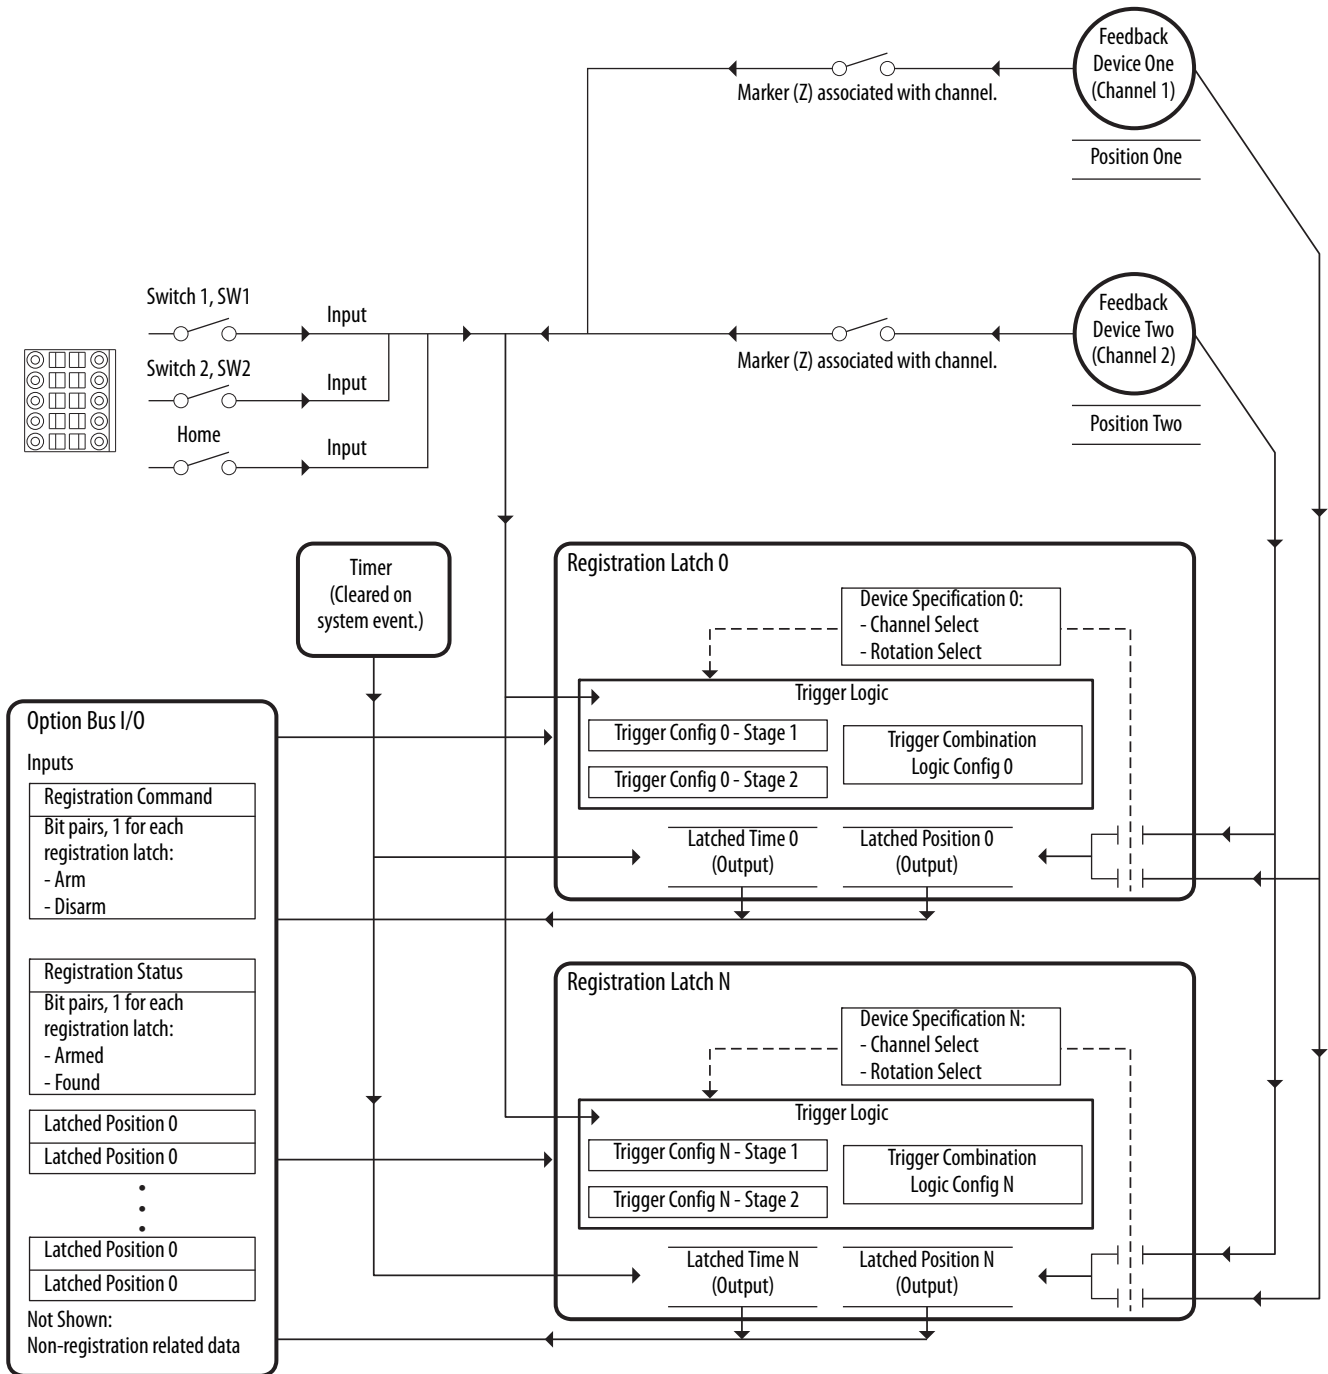 Feedback
Device One
(Channel 1)
Marker (Z) associated with channel.
Position One
Switch 1, SW1
Input
Feedback
Device Two
(Channel 2)
Marker (Z) associated with channel.
Switch 2, SW2
Input
Position Two
Home
Input
Timer
(Cleared on
system event.)
Registration Latch 0
Device Specification 0:
- Channel Select
- Rotation Select
Trigger Logic
Trigger Config 0 - Stage 1
Trigger Config 0 - Stage 2
Trigger Combination
Logic Config 0
Latched Time 0
(Output)
Latched Position 0
(Output)
Option Bus I/O
Inputs
Registration Command
Bit pairs, 1 for each
registration latch:
- Arm
- Disarm
Registration Status
Bit pairs, 1 for each
registration latch:
- Armed
- Found
Latched Position 0
Latched Position 0
Latched Position 0
Latched Position 0
Not Shown:
Non-registration related data
Registration Latch N
Device Specification N:
- Channel Select
- Rotation Select
Trigger Logic
Trigger Config N - Stage 1
Trigger Config N - Stage 2
Trigger Combination
Logic Config N
Latched Time N
(Output)
Latched Position N
(Output)